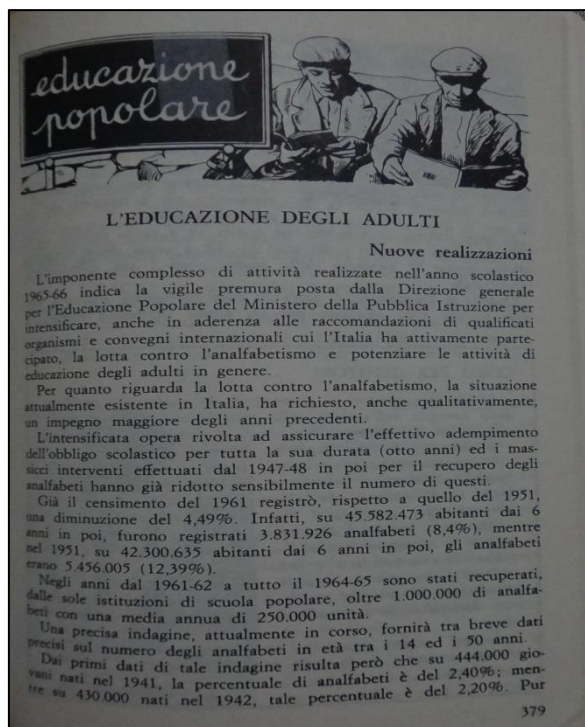 educazione
popolare
L'EDUCAZIONE DEGLI ADULTI
Nuove realizzazioni
L'imponente complesso di attività realizzate nell'anno scolastico
1965-66 indica la vigile premura posta dalla Direzione generale
per l'Educazione Popolare del Ministero della Pubblica Istruzione per
intensificare, anche in aderenza alle raccomandazioni di qualificati
organismi e convegni internazionali cui l'Italia ha attivamente parte-
cipato, la lotta contro l'analfabetismo e potenziare le attività di
educazione degli adulti in genere.
Per quanto riguarda la lotta contro l'analfabetismo, la situazione
attualmente esistente in Italia, ha richiesto, anche qualitativamente,
un impegno maggiore degli anni precedenti.
L'intensificata opera rivolta ad assicurare l'effettivo adempimento
dell'obbligo scolastico per tutta la sua durata (otto anni) ed i mas-
sicci interventi effettuati dal 1947-48 in poi per il recupero degli
analfabeti hanno già ridotto sensibilmente il numero di questi.
Già il censimento del 1961 registrò, rispetto a quello del 1951,
una diminuzione del 4,49%. Infatti, su 45.582.473 abitanti dai 6
anni in poi, furono registrati 3.831.926 analfabeti (8,4%), mentre
nel 1951, su 42.300.635 abitanti dai 6 anni in poi, gli analfabeti
erano 5.456.005 (12,39%).
Negli anni dal 1961-62 a tutto il 1964-65 sono stati recuperati,
dalle sole istituzioni di scuola popolare, oltre 1.000.000 di analfa-
beti con una media annua di 250.000 unità.
Una precisa indagine, attualmente in corso, fornirà tra breve dati
precisi sul numero degli analfabeti in età tra i 14 ed i 50 anni.
Dai primi dati di tale indagine risulta però che su 444.000 gio-
vani nati nel 1941, la percentuale di analfabeti è del 2,40%; men-
tre su 430.000 nati nel 1942, tale percentuale è del 2,20%. Pur
379